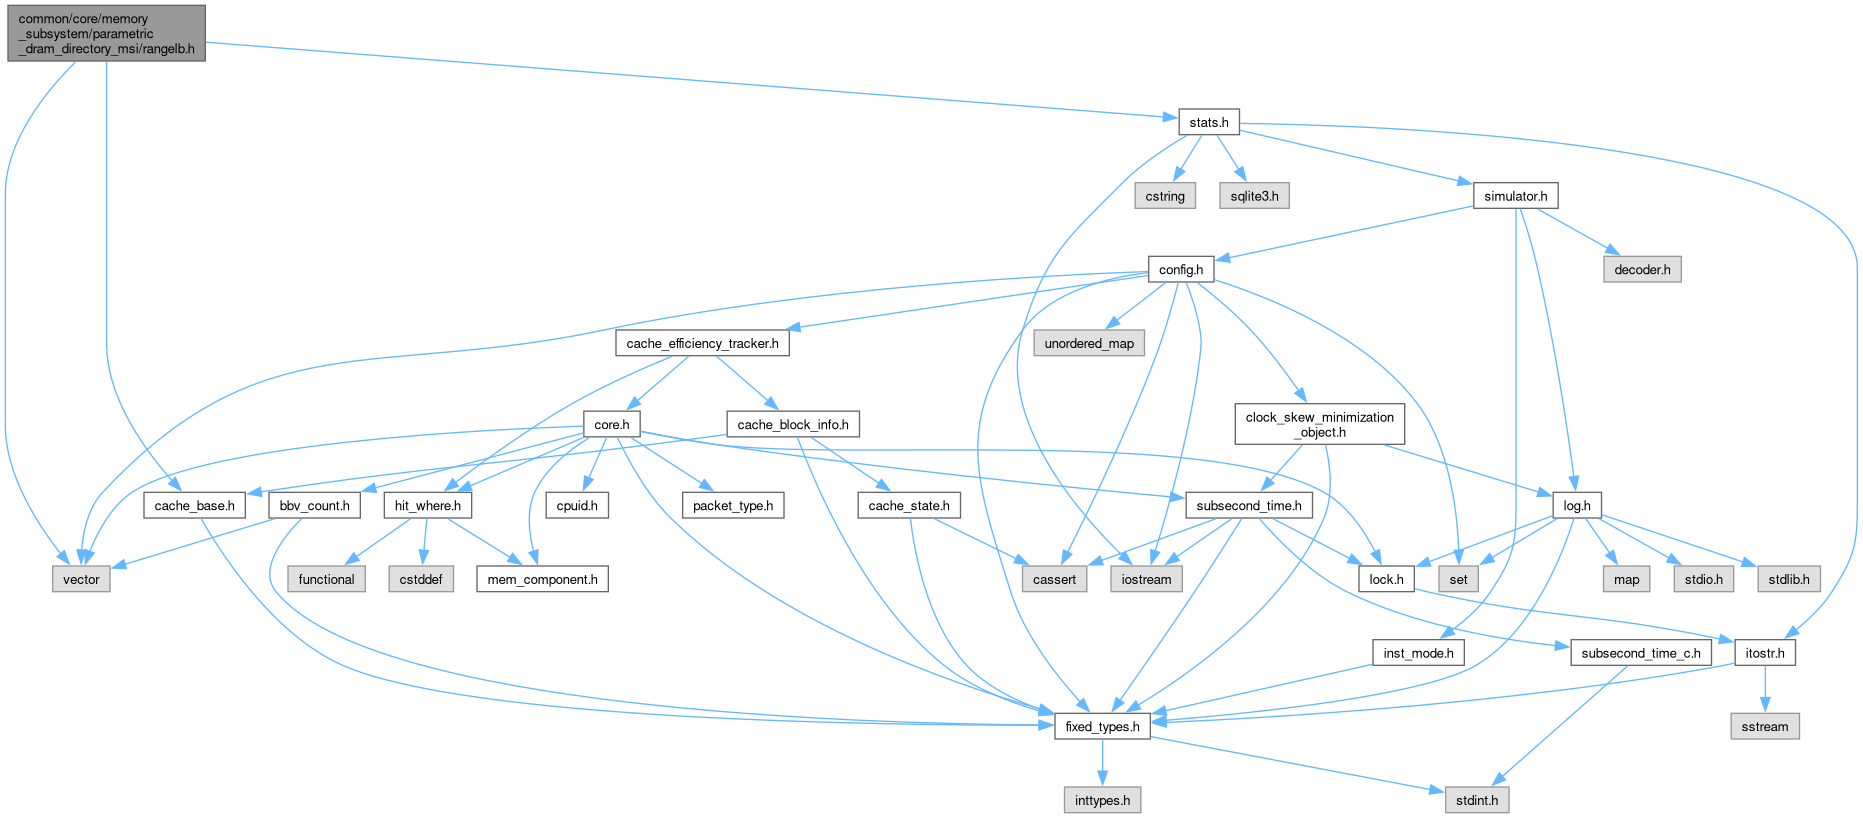 common/core/memory
_subsystem/parametric
_dram_directory_msi/rangelb.h
stats.h
cstring
sqlite3.h
simulator.h
config.h
decoder.h
cache_efficiency_tracker.h
unordered_map
core.h
cache_block_info.h
clock_skew_minimization
_object.h
cache_base.h
bbv_count.h
hit_where.h
cpuid.h
packet_type.h
cache_state.h
subsecond_time.h
log.h
vector
functional
cstddef
mem_component.h
cassert
iostream
lock.h
set
map
stdio.h
stdlib.h
inst_mode.h
subsecond_time_c.h
itostr.h
fixed_types.h
sstream
inttypes.h
stdint.h